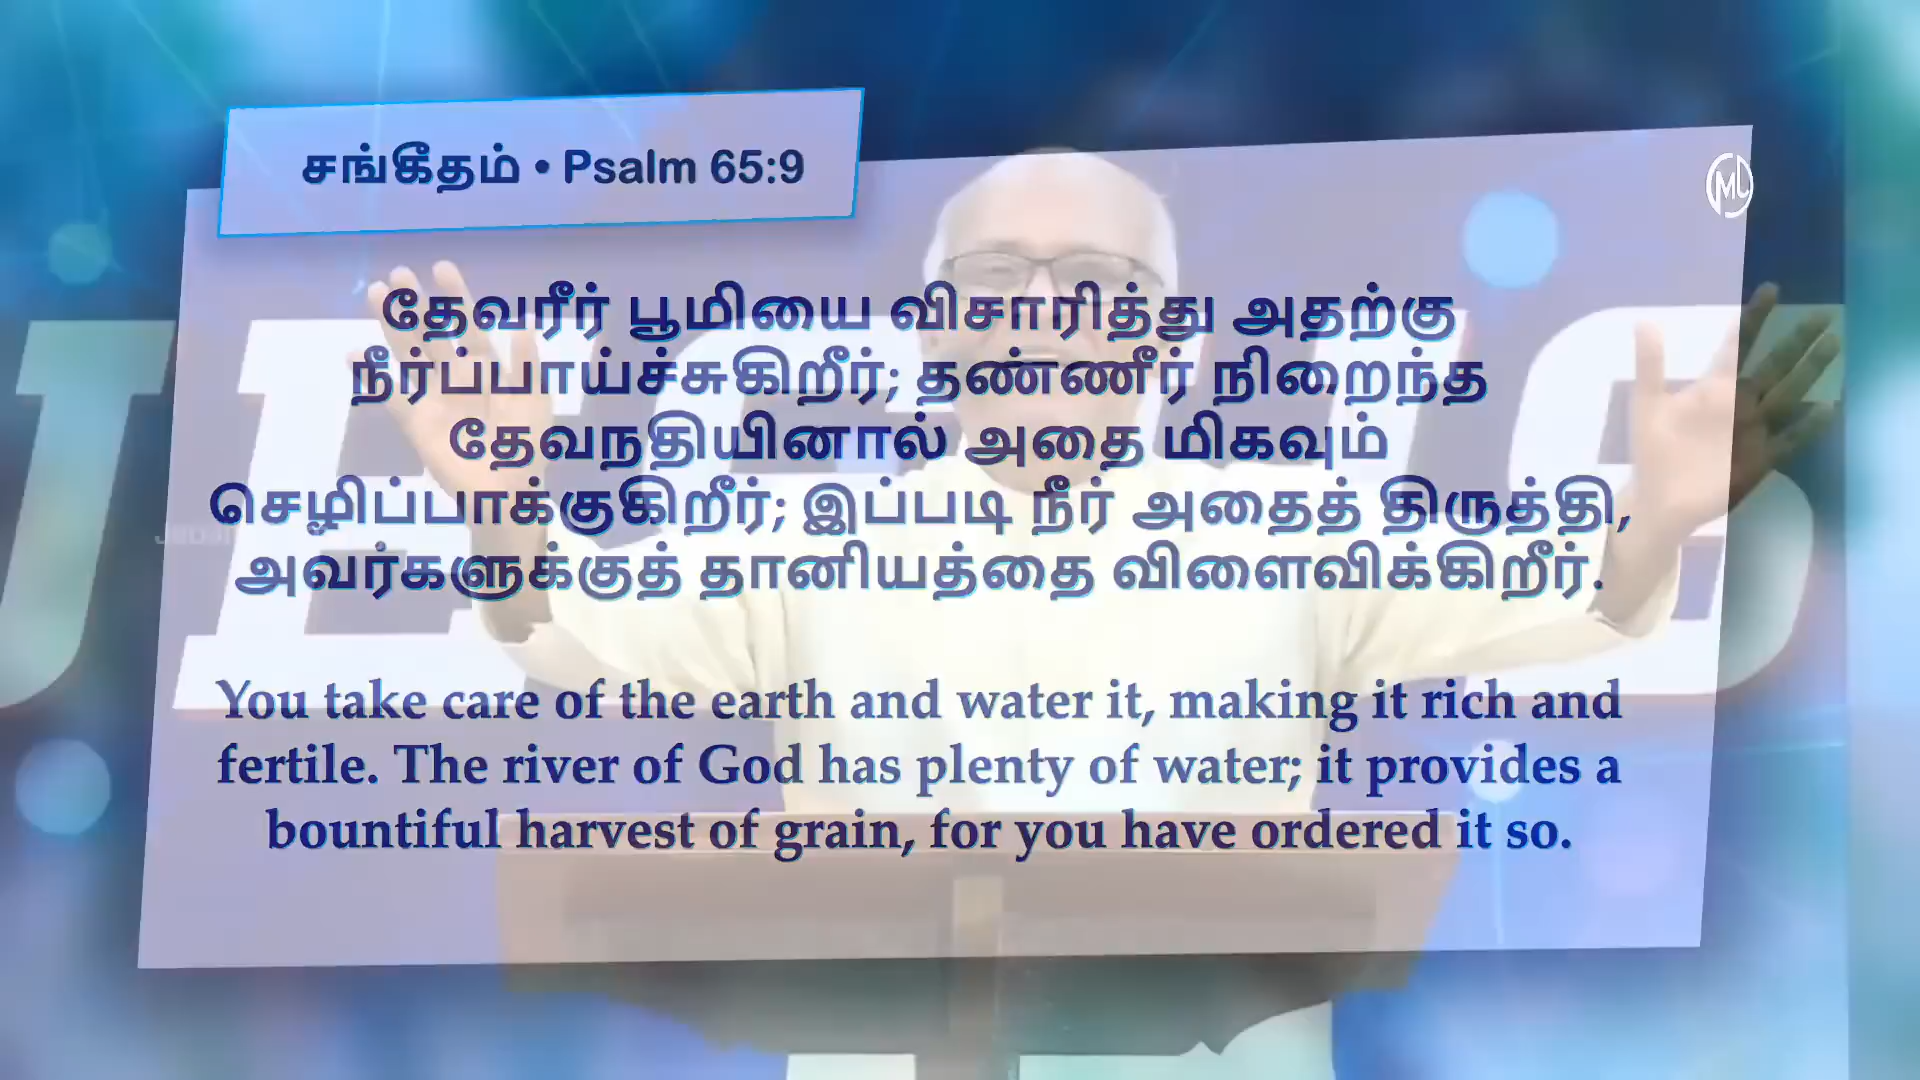 சங்கீதம் • Psalm 65:9
தேவரீர் பூமியை விசாரித்து அதற்கு
நீர்ப்பாய்ச்சுகிறீர்; தண்ணீர் நிறைந்த
தேவநதியினால் அதை மிகவும்
செழிப்பாக்குகிறீர்; இப்படி நீர் அதைத் திருத்தி,
அவர்களுக்குத் தானியத்தை விளைவிக்கிறீர்.
You take care of the earth and water it, making it rich and
fertile. The river of God has plenty of water; it provides a
bountiful harvest of grain, for you have ordered it so.
JESUS